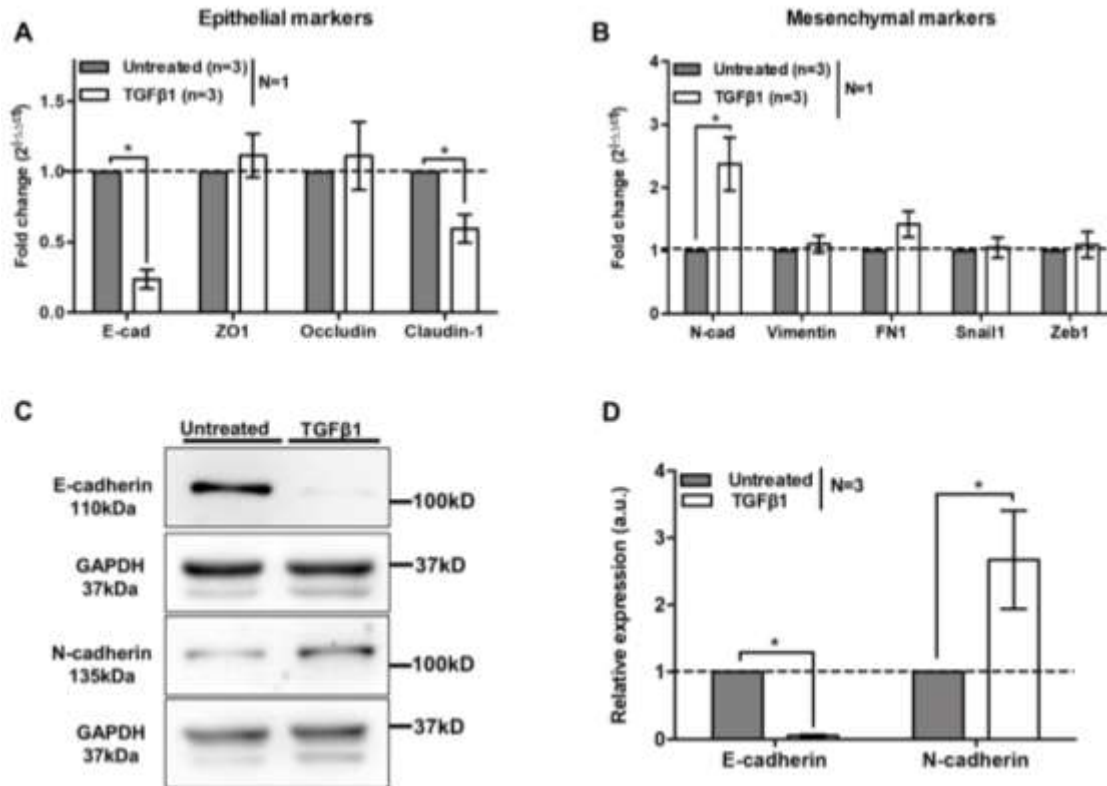 Epithelial markers
A
Untreated (n=3)
TGFβ1 (n=3)
N=1
Fold change (2
1.5
1.0
0.5
0.0
*
*
E-cad
ZO1
Occludin
Claudin-1
Mesenchymal markers
B
Untreated (n=3)
TGFβ1 (n=3)
N=1
Fold change (2
4
3
2
1
0
*
N-cad
Vimentin
FN1
Snail1
Zeb1
C
Untreated TGFβ1
E-cadherin
110kDa
100kD
GAPDH
37kDa
37kD
N-cadherin
135kDa
100kD
GAPDH
37kDa
37kD
D
Untreated
TGFβ1
N=3
Relative expression (a.u.)
4
3
2
1
0
*
*
E-cadherin
N-cadherin